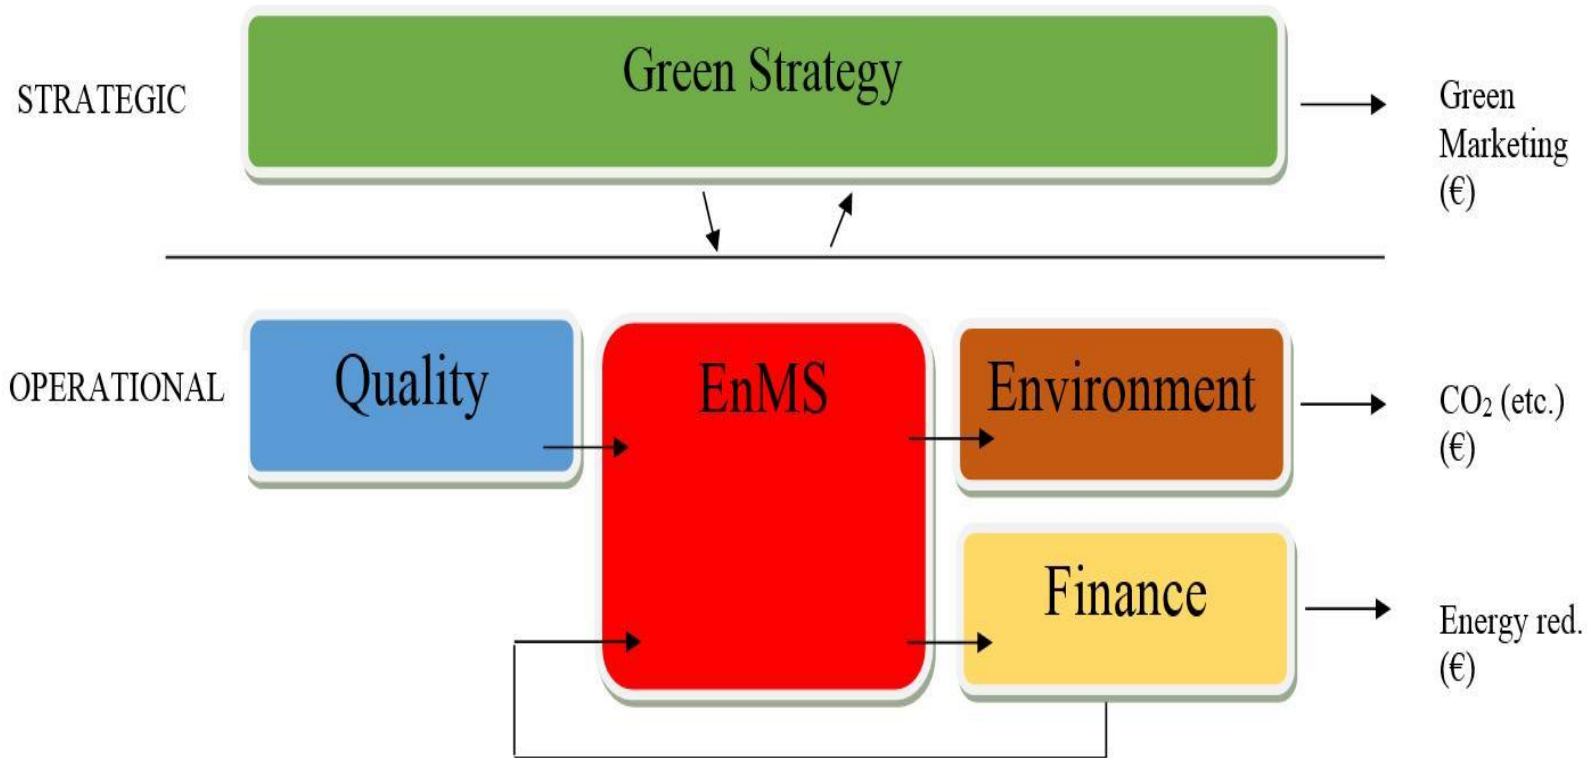 Green Strategy
STRATEGIC
Green
Marketing
(€)
Quality
EnMS
Environment
OPERATIONAL
CO₂ (etc.)
(€)
Finance
Energy red.
(€)